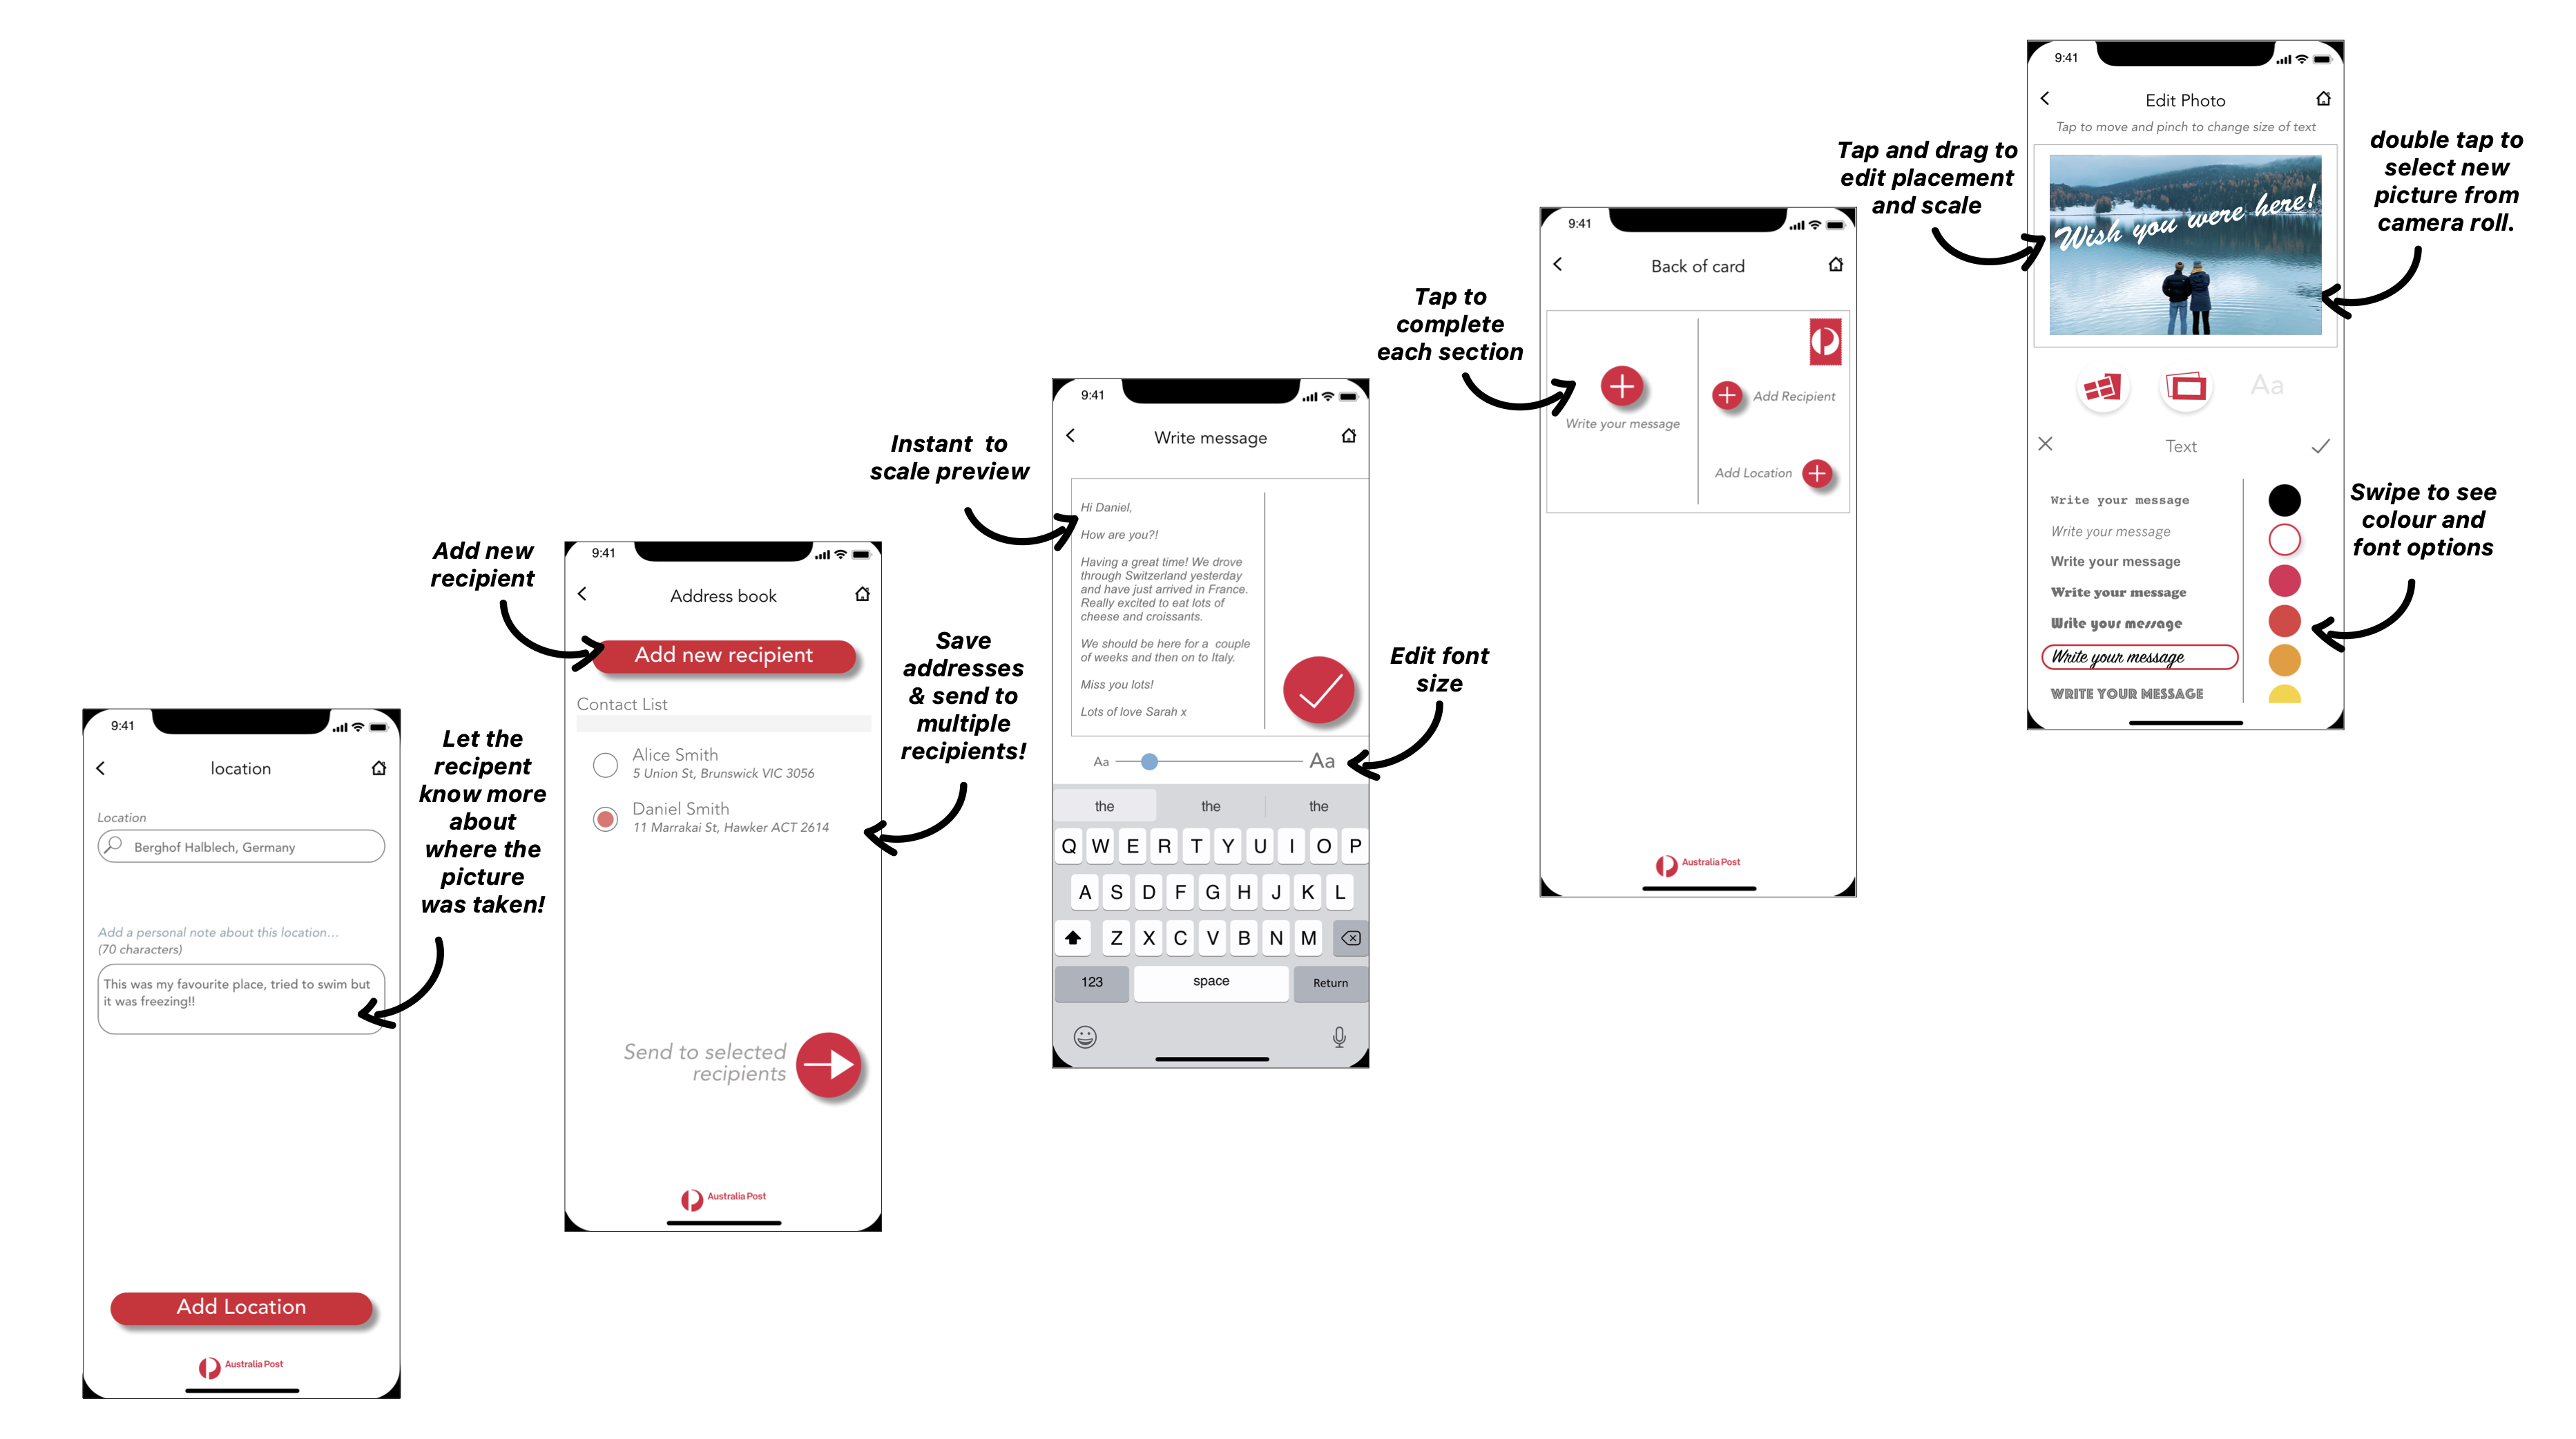 9:41
location
Location
Berghof Halblech, Germany
Add a personal note about this location...
(70 characters)
This was my favourite place, tried to swim but
it was freezing!!
Add Location
Australia Post
Let the
recipent
know more
about
where the
picture
was taken!
Add new
recipient
9:41
Address book
Add new recipient
Contact List
Alice Smith
5 Union St, Brunswick VIC 3056
Daniel Smith
11 Marrakai St, Hawker ACT 2614
Send to selected
recipients
Australia Post
Save
addresses
& send to
multiple
recipients!
Instant to
scale preview
9:41
Write message
Hi Daniel,
How are you?!
Having a great time! We drove
through Switzerland yesterday
and have just arrived in France.
Really excited to eat lots of
cheese and croissants.
We should be here for a couple
of weeks and then on to Italy.
Miss you lots!
Lots of love Sarah x
Aa Aa
the the the
Q W E R T Y U I O P
A S D F G H J K L
Z X C V B N M
123 space Return
Edit font
size
Tap to
complete
each section
9:41
Back of card
Write your message
Add Recipient
Add Location
Australia Post
Tap and drag to
edit placement
and scale
9:41
Edit Photo
Tap to move and pinch to change size of text
Wish you were here!
Aa
Text
Write your message
Write your message
Write your message
Write your message
Write your message
Write your message
WRITE YOUR MESSAGE
double tap to
select new
picture from
camera roll.
Swipe to see
colour and
font options